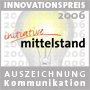 INNOVATIONSPREIS
2006
initiative
mittelstand
AUSZEICHNUNG
Kommunikation